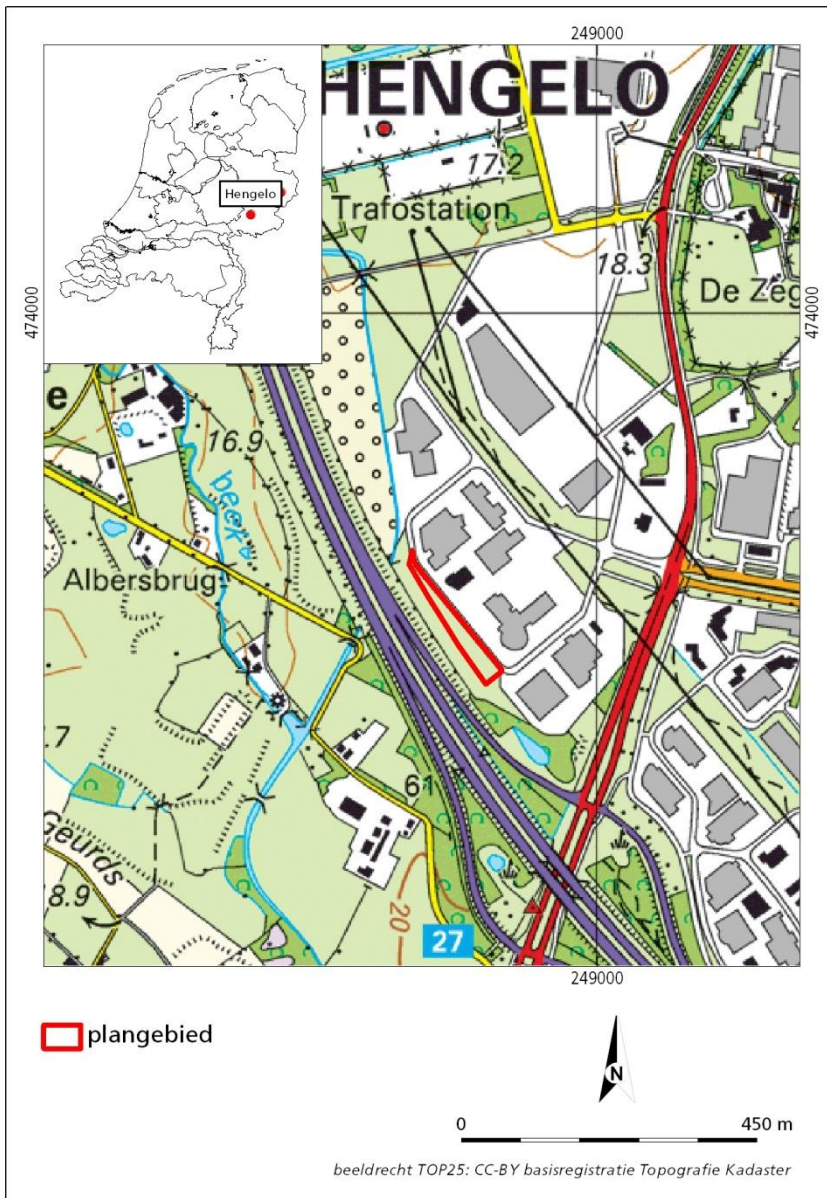 249000
HENGELO
17.2
Hengelo
Trafostation
18.3
474000
De Zeg
474000
e
16.9
beek
Albersbrug
.7
61
Geurds
8.9
20
27
249000
plangebied
N
0 450 m
beeldrecht TOP25: CC-BY basisregistratie Topografie Kadaster